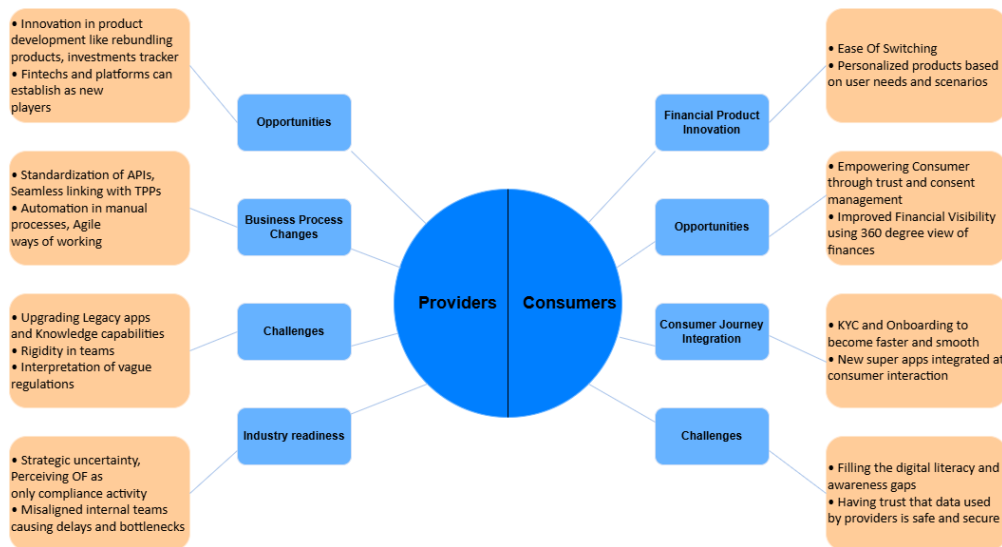 • Innovation in product
development like rebundling
products, investments tracker
• Fintechs and platforms can
establish as new
players
Opportunities
• Standardization of APIs,
Seamless linking with TPPs
• Automation in manual
processes, Agile
ways of working
Business Process
Changes
• Upgrading Legacy apps
and Knowledge capabilities
• Rigidity in teams
• Interpretation of vague
regulations
Challenges
• Strategic uncertainty,
Perceiving OF as
only compliance activity
• Misaligned internal teams
causing delays and bottlenecks
Industry readiness
Providers
Consumers
Financial Product
Innovation
• Ease Of Switching
• Personalized products based
on user needs and scenarios
Opportunities
• Empowering Consumer
through trust and consent
management
• Improved Financial Visibility
using 360 degree view of
finances
Consumer Journey
Integration
• KYC and Onboarding to
become faster and smooth
• New super apps integrated at
consumer interaction
Challenges
• Filling the digital literacy and
awareness gaps
• Having trust that data used
by providers is safe and secure